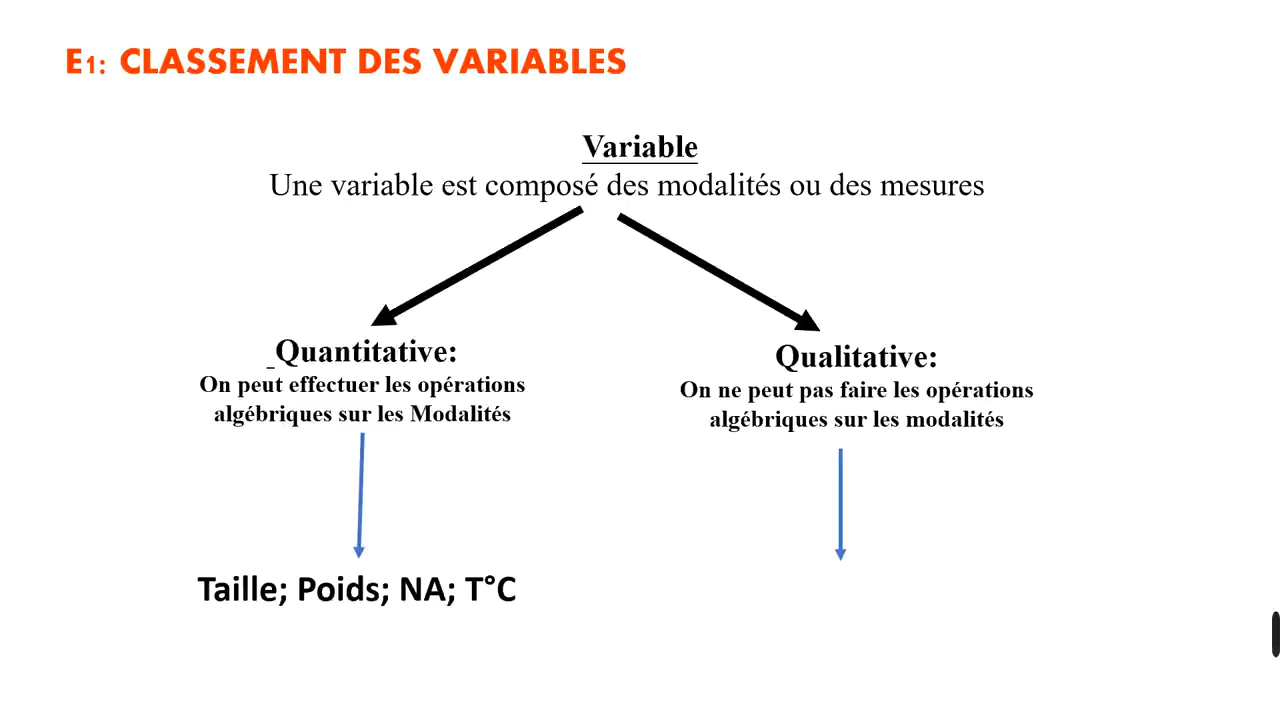 E1: CLASSEMENT DES VARIABLES
Variable
Une variable est composé des modalités ou des mesures
Quantitative:
On peut effectuer les opérations
algébriques sur les Modalités
Qualitative:
On ne peut pas faire les opérations
algébriques sur les modalités
Taille; Poids; NA; T°C